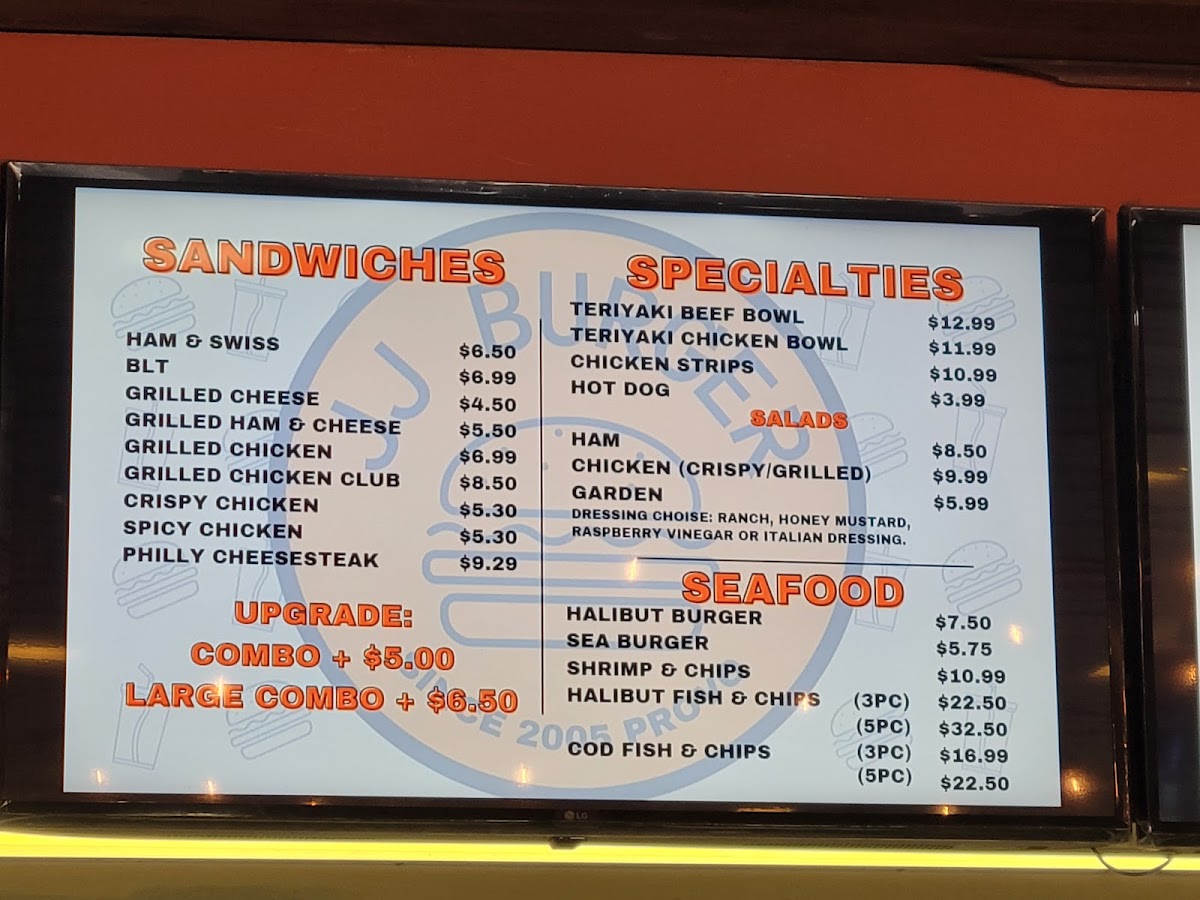 SANDWICHES
HAM & SWISS $6.50
BLT $6.99
GRILLED CHEESE $4.50
GRILLED HAM & CHEESE $5.50
GRILLED CHICKEN $6.99
GRILLED CHICKEN CLUB $8.50
CRISPY CHICKEN $5.30
SPICY CHICKEN $5.30
PHILLY CHEESESTEAK $9.29
UPGRADE:
COMBO + $5.00
LARGE COMBO + $6.50
SPECIALTIES
TERIYAKI BEEF BOWL $12.99
TERIYAKI CHICKEN BOWL $11.99
CHICKEN STRIPS $10.99
HOT DOG $3.99
SALADS
HAM $8.50
CHICKEN (CRISPY/GRILLED) $9.99
GARDEN $5.99
DRESSING CHOISE: RANCH, HONEY MUSTARD,
RASPBERRY VINEGAR OR ITALIAN DRESSING.
SEAFOOD
HALIBUT BURGER $7.50
SEA BURGER $5.75
SHRIMP & CHIPS $10.99
HALIBUT FISH & CHIPS (3PC) $22.50
(5PC) $32.50
COD FISH & CHIPS (3PC) $16.99
(5PC) $22.50
JJ BURGER
SINCE 2005 PROVO
LG